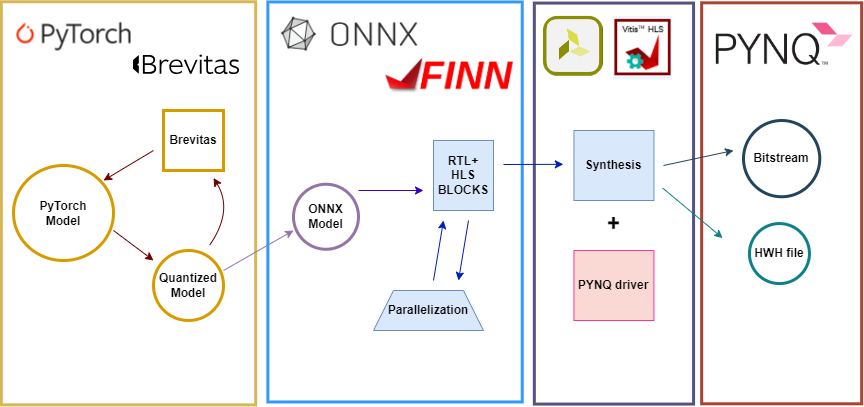 PyTorch
Brevitas
Brevitas
PyTorch
Model
Quantized
Model
ONNX
FINN
ONNX
Model
RTL+
HLS
BLOCKS
Parallelization
Vitis™ HLS
Synthesis
+
PYNQ driver
PYNQ™
Bitstream
HWH file